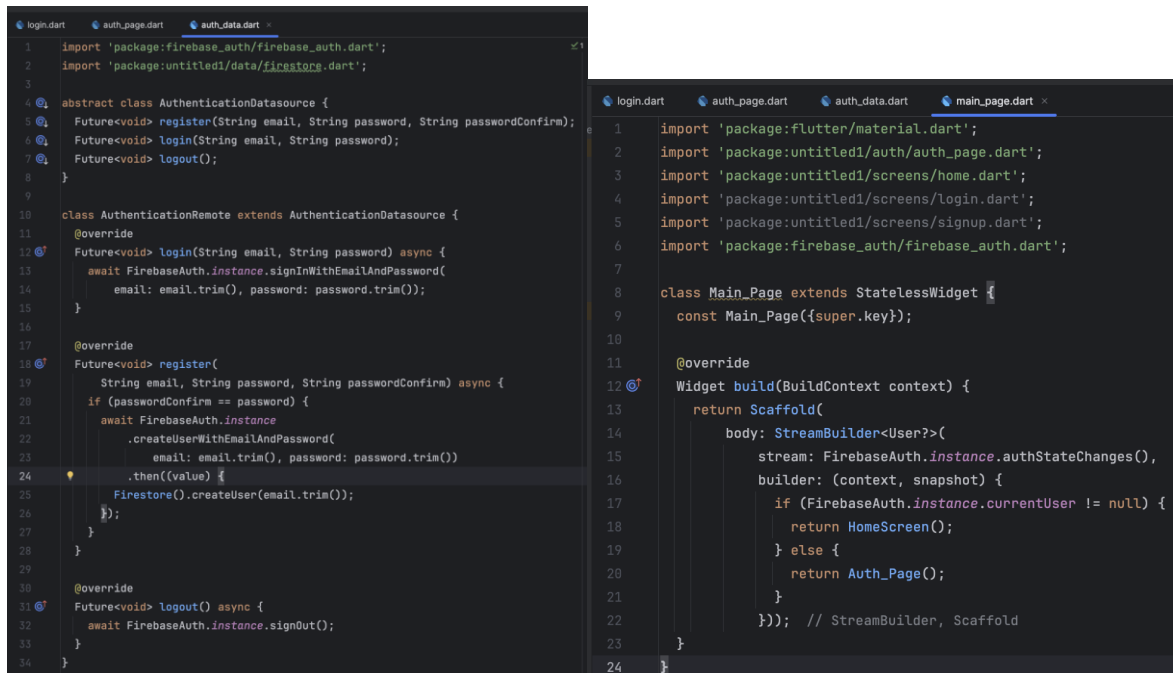 login.dart auth_page.dart auth_data.dart ×
1 import 'package:firebase_auth/firebase_auth.dart'; 1
2 import 'package:untitled1/data/firestore.dart';
3
4 abstract class AuthenticationDatasource {
5 Future<void> register(String email, String password, String passwordConfirm);
6 Future<void> login(String email, String password);
7 Future<void> logout();
8 }
9
10 class AuthenticationRemote extends AuthenticationDatasource {
11 @override
12 Future<void> login(String email, String password) async {
13 await FirebaseAuth.instance.signInWithEmailAndPassword(
14 email: email.trim(), password: password.trim());
15 }
16
17 @override
18 Future<void> register(
19 String email, String password, String passwordConfirm) async {
20 if (passwordConfirm == password) {
21 await FirebaseAuth.instance
22 .createUserWithEmailAndPassword(
23 email: email.trim(), password: password.trim())
24 .then((value) {
25 Firestore().createUser(email.trim());
26 });
27 }
28 }
29
30 @override
31 Future<void> logout() async {
32 await FirebaseAuth.instance.signOut();
33 }
34 }
login.dart auth_page.dart auth_data.dart main_page.dart ×
1 import 'package:flutter/material.dart';
2 import 'package:untitled1/auth/auth_page.dart';
3 import 'package:untitled1/screens/home.dart';
4 import 'package:untitled1/screens/login.dart';
5 import 'package:untitled1/screens/signup.dart';
6 import 'package:firebase_auth/firebase_auth.dart';
7
8 class Main_Page extends StatelessWidget {
9 const Main_Page({super.key});
10
11 @override
12 Widget build(BuildContext context) {
13 return Scaffold(
14 body: StreamBuilder<User?>(
15 stream: FirebaseAuth.instance.authStateChanges(),
16 builder: (context, snapshot) {
17 if (FirebaseAuth.instance.currentUser != null) {
18 return HomeScreen();
19 } else {
20 return Auth_Page();
21 }
22 })); // StreamBuilder, Scaffold
23 }
24 }